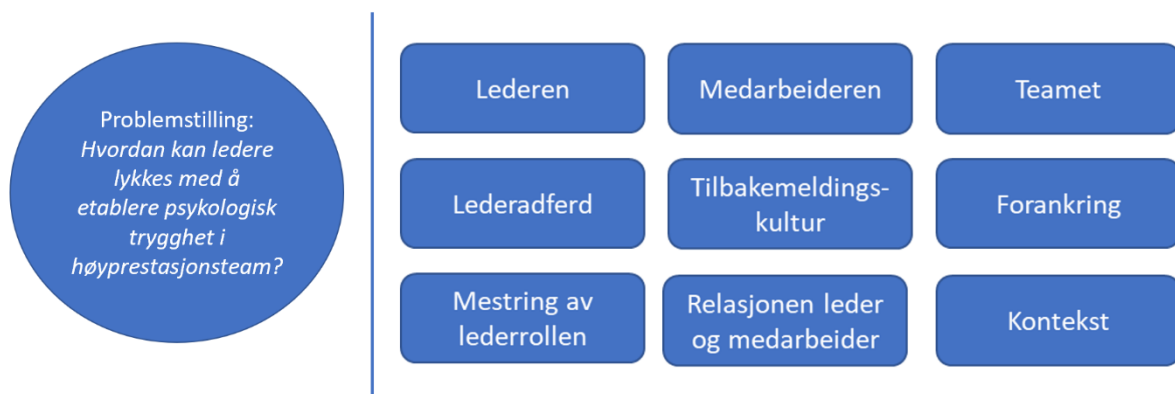 Problemstilling:
Hvordan kan ledere
lykkes med å
etablere psykologisk
trygghet i
høyprestasjonsteam?
Lederen
Medarbeideren
Teamet
Lederadferd
Tilbakemeldings-
kultur
Forankring
Mestring av
lederrollen
Relasjonen leder
og medarbeider
Kontekst